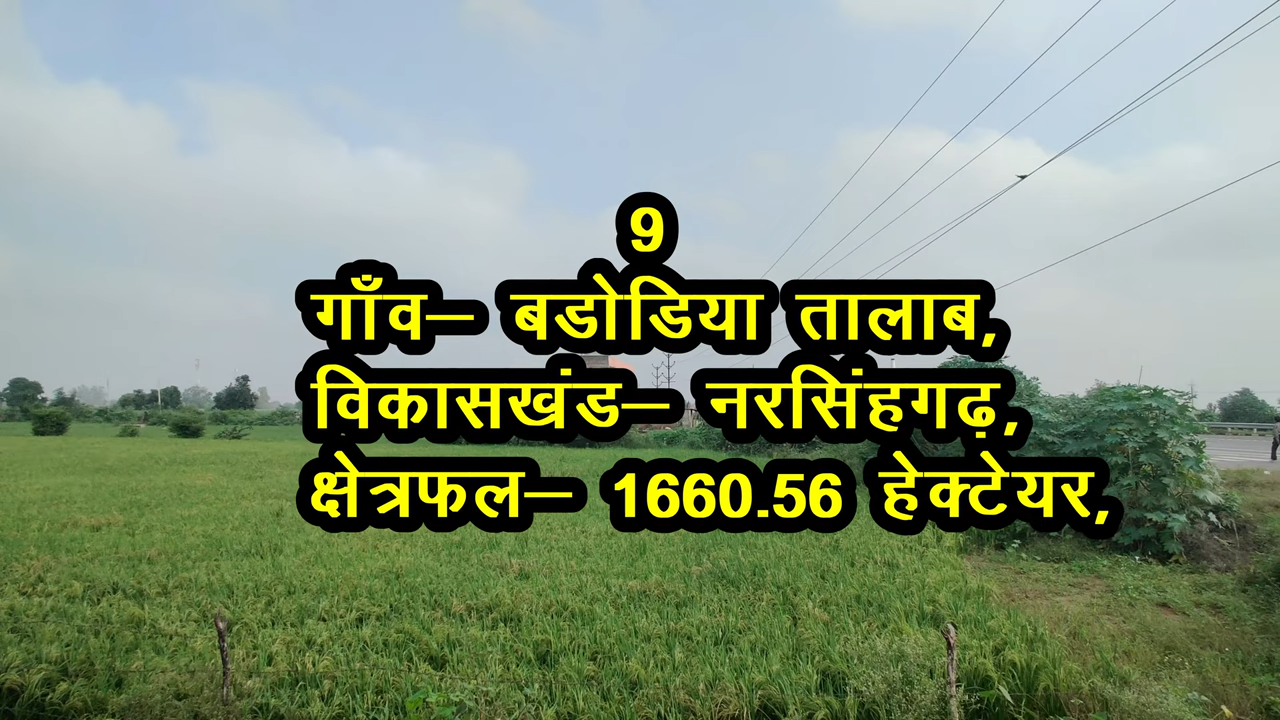 9
गाँव– बडोडिया तालाब,
विकासखंड– नरसिंहगढ़,
क्षेत्रफल– 1660.56 हेक्टेयर,